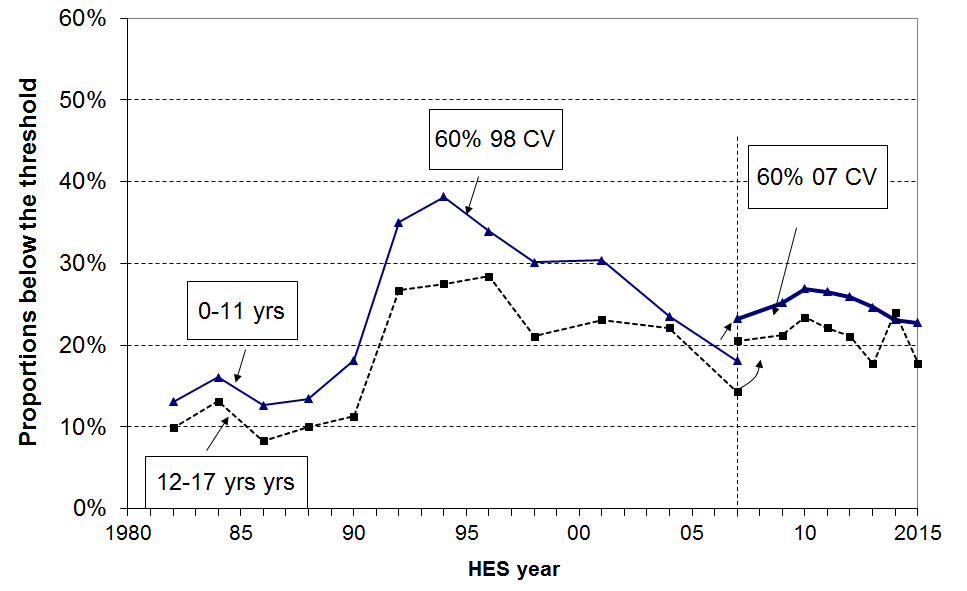 60%
50%
40%
30%
20%
10%
0%
Proportions below the threshold
60% 98 CV
60% 07 CV
0-11 yrs
12-17 yrs yrs
1980 85 90 95 00 05 10 2015
HES year